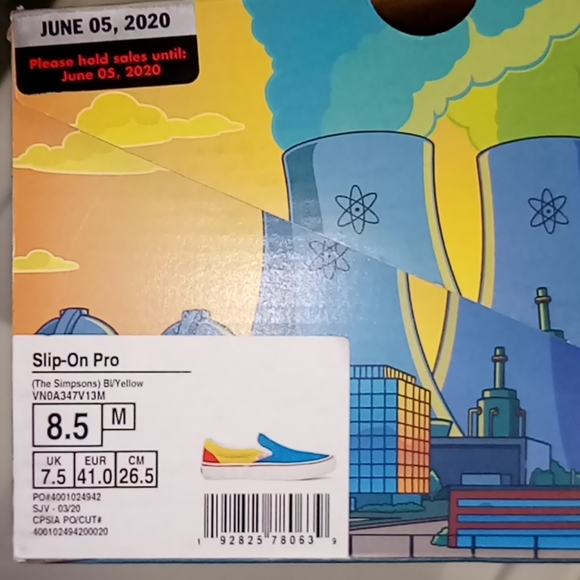 JUNE 05, 2020
Please hold sales until:
June 05, 2020
Slip-On Pro
(The Simpsons) Bl/Yellow
VN0A347V13M
8.5 M
UK EUR CM
7.5 41.0 26.5
PO#4001024942
SJV - 03/20
CPSIA PO/CUT#
400102494200020
1 92825 78063 9